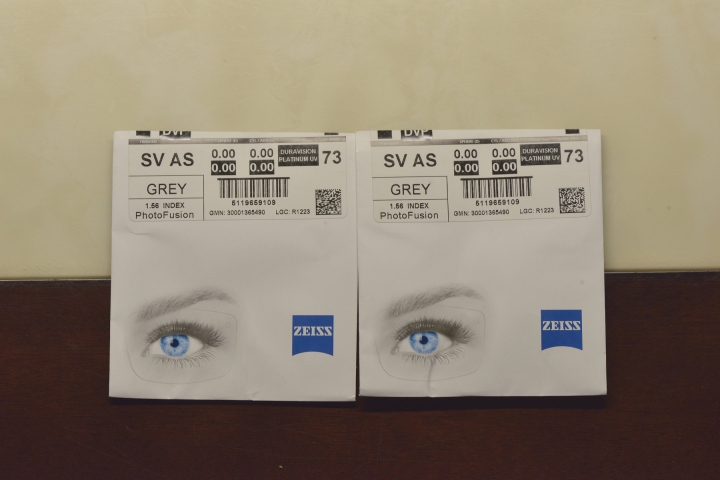 DVP
SV AS
0.00 0.00
0.00 0.00
DURAVISION
PLATINUM UV
73
GREY
5119659109
1.56 INDEX
PhotoFusion
GMN: 30001365490 LGC: R1223
ZEISS
DVP
SV AS
0.00 0.00
0.00 0.00
DURAVISION
PLATINUM UV
73
GREY
5119659109
1.56 INDEX
PhotoFusion
GMN: 30001365490 LGC: R1223
ZEISS